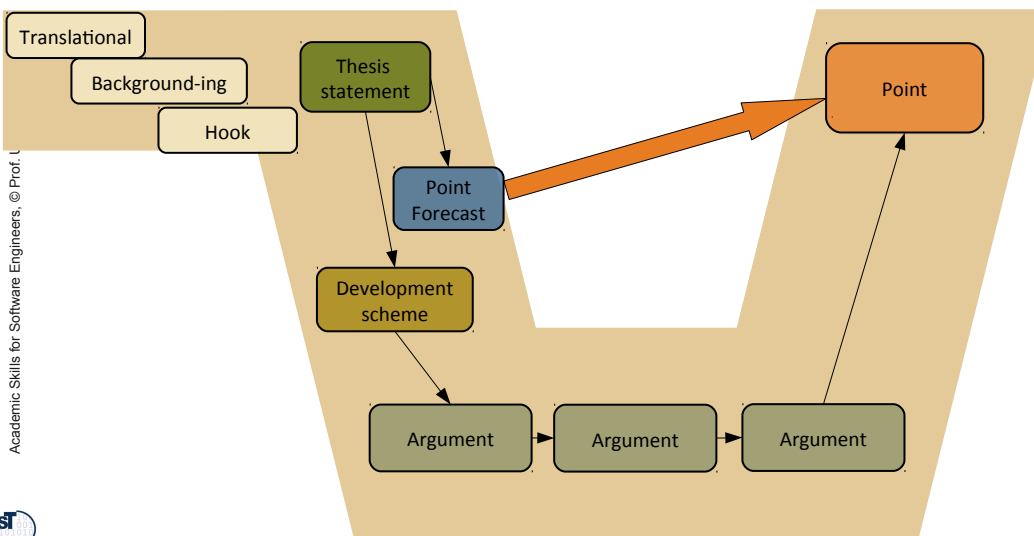 Translational
Background-ing
Hook
Thesis
statement
Point
Point
Forecast
Development
scheme
Argument
Argument
Argument
Academic Skills for Software Engineers, © Prof.
sT